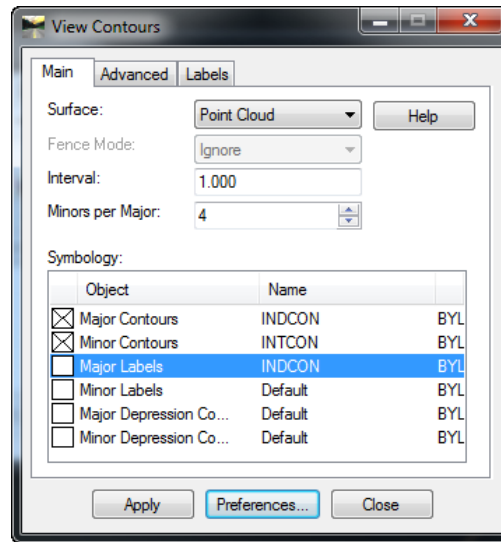 View Contours
Main Advanced Labels
Surface: Point Cloud Help
Fence Mode: Ignore
Interval: 1.000
Minors per Major: 4
Symbology:
Object Name
Major Contours INDCON BYL
Minor Contours INTCON BYL
Major Labels INDCON BYL
Minor Labels Default BYL
Major Depression Co... Default BYL
Minor Depression Co... Default BYL
Apply Preferences... Close